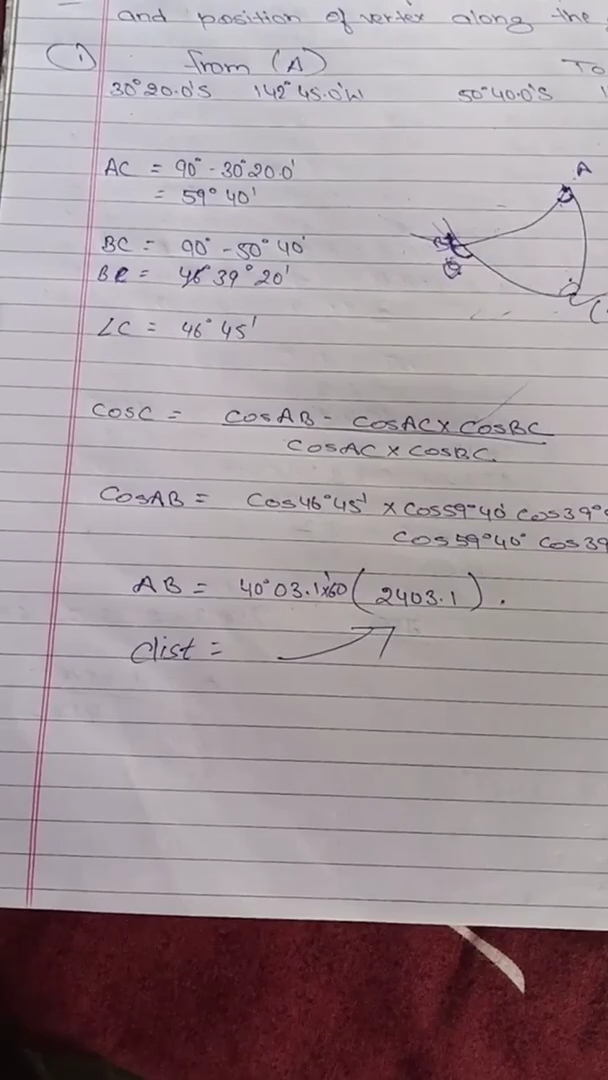 and position of vertex along the
(1) from (A) To
30°20.0'S 142°45.0'W 50°40.0'S
AC = 90° - 30°20.0'
= 59°40'
A
BC = 90° - 50°40'
BC = 39°20'
∠C = 46°45'
cosC = cosAB - cosAC x cosBC
cosAC x cosBC.
cosAB = cos46°45' x cos59°40' cos39°
cos59°40' cos39
AB = 40°03.1x60 (2403.1).
dist =